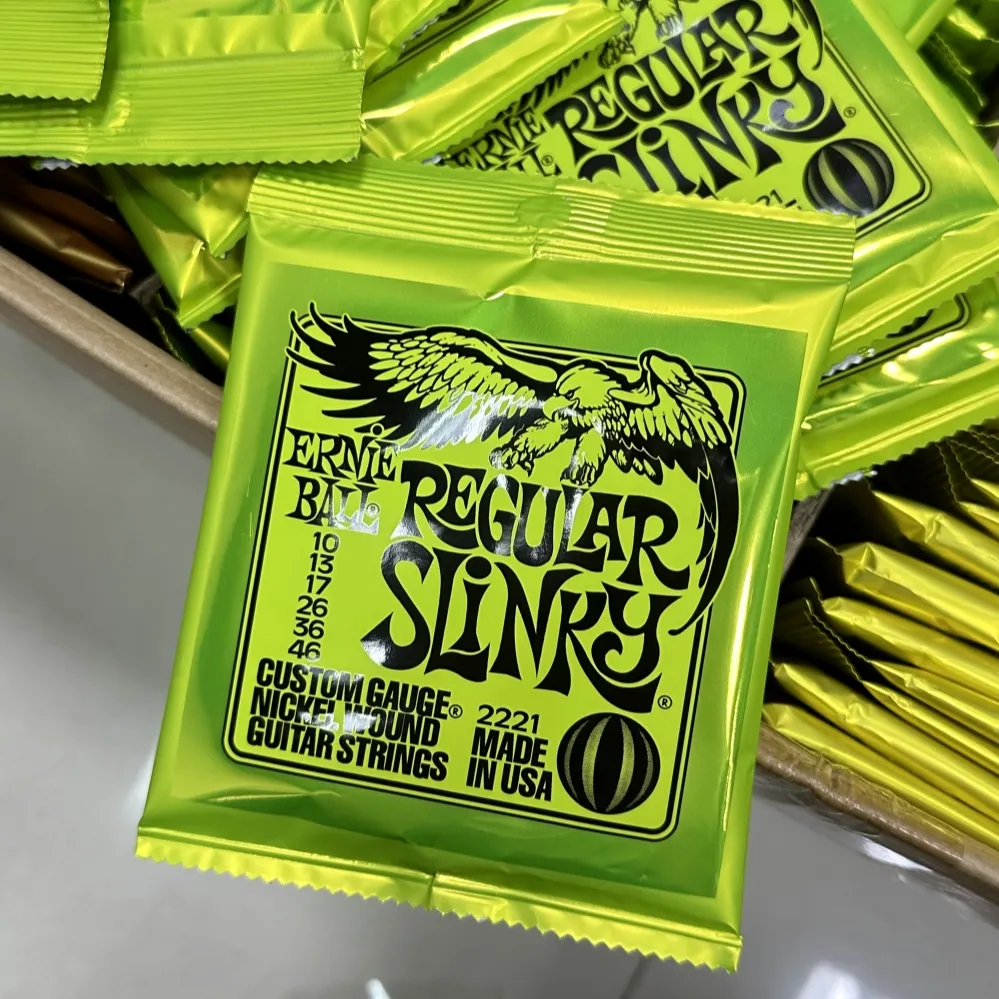 REGULAR
ERNIE
SLINKY
®
ERNIE
BALL®
REGULAR
SLINKY
®
10
13
17
26
36
46
CUSTOM GAUGE®
NICKEL WOUND
GUITAR STRINGS
2221
MADE
IN USA